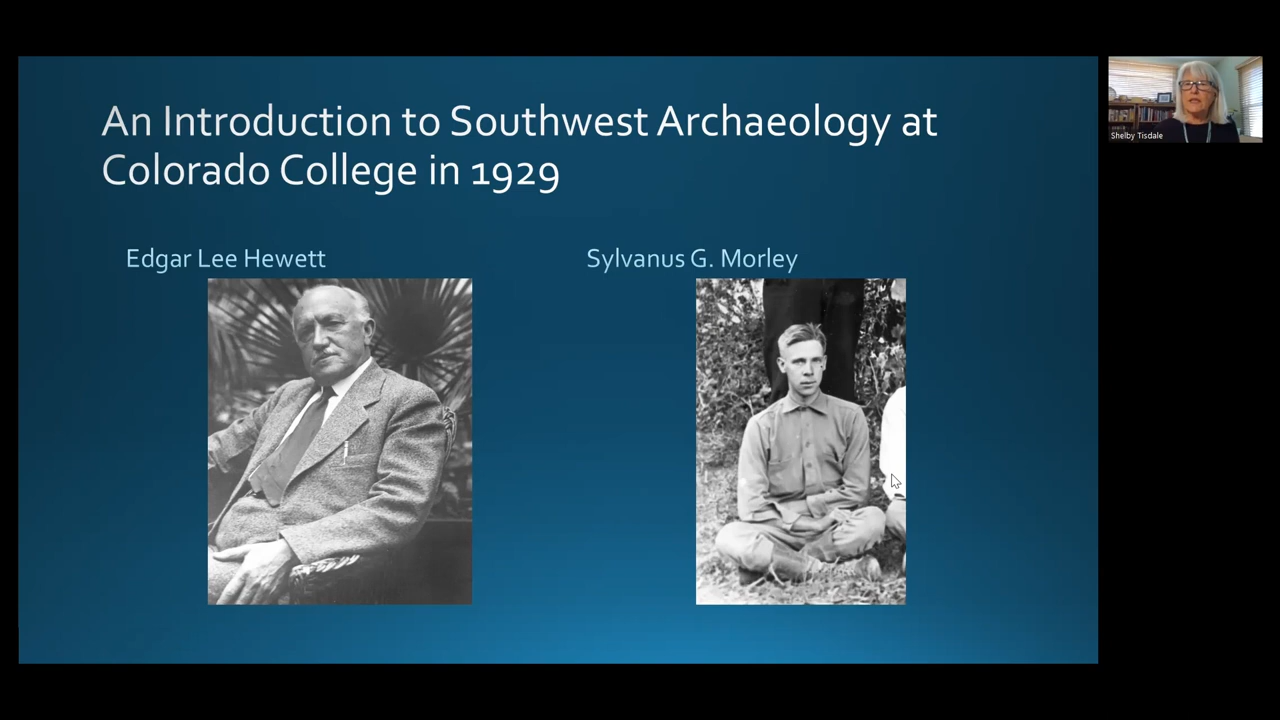 An Introduction to Southwest Archaeology at
Colorado College in 1929
Edgar Lee Hewett
Sylvanus G. Morley
Shelby Tisdale